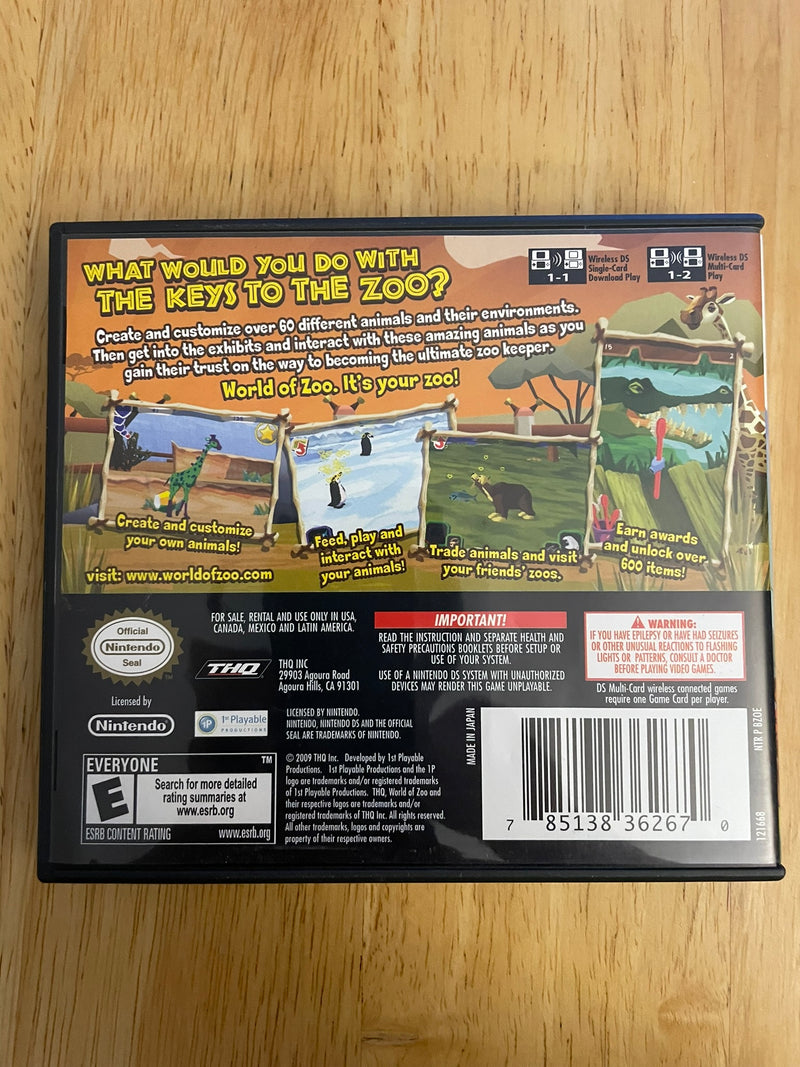 WHAT WOULD YOU DO WITH
THE KEYS TO THE ZOO?
Wireless DS
Single-Card
Download Play
1-1
Wireless DS
Multi-Card
Play
1-2
Create and customize over 60 different animals and their environments.
Then get into the exhibits and interact with these amazing animals as you
gain their trust on the way to becoming the ultimate zoo keeper.
World of Zoo. It's your zoo!
Create and customize
your own animals!
Feed, play and
interact with
your animals!
Trade animals and visit
your friends' zoos.
Earn awards
and unlock over
600 items!
visit: www.worldofzoo.com
Official
Nintendo
Seal
TM
Licensed by
Nintendo®
FOR SALE, RENTAL AND USE ONLY IN USA,
CANADA, MEXICO AND LATIN AMERICA.
THQ
THQ INC
29903 Agoura Road
Agoura Hills, CA 91301
1P
1st Playable
PRODUCTIONS
LICENSED BY NINTENDO.
NINTENDO, NINTENDO DS AND THE OFFICIAL
SEAL ARE TRADEMARKS OF NINTENDO.
IMPORTANT!
READ THE INSTRUCTION AND SEPARATE HEALTH AND
SAFETY PRECAUTIONS BOOKLETS BEFORE SETUP OR
USE OF YOUR SYSTEM.
USE OF A NINTENDO DS SYSTEM WITH UNAUTHORIZED
DEVICES MAY RENDER THIS GAME UNPLAYABLE.
WARNING:
IF YOU HAVE EPILEPSY OR HAVE HAD SEIZURES
OR OTHER UNUSUAL REACTIONS TO FLASHING
LIGHTS OR PATTERNS, CONSULT A DOCTOR
BEFORE PLAYING VIDEO GAMES.
DS Multi-Card wireless connected games
require one Game Card per player.
EVERYONE
TM
E
Search for more detailed
rating summaries at
www.esrb.org
ESRB CONTENT RATING
www.esrb.org
© 2009 THQ Inc. Developed by 1st Playable
Productions. 1st Playable Productions and the 1P
logo are trademarks and/or registered trademarks
of 1st Playable Productions. THQ, World of Zoo and
their respective logos are trademarks and/or
registered trademarks of THQ Inc. All rights reserved.
All other trademarks, logos and copyrights are
property of their respective owners.
MADE IN JAPAN
7 85138 36267 0
NTR P BZOE
121668